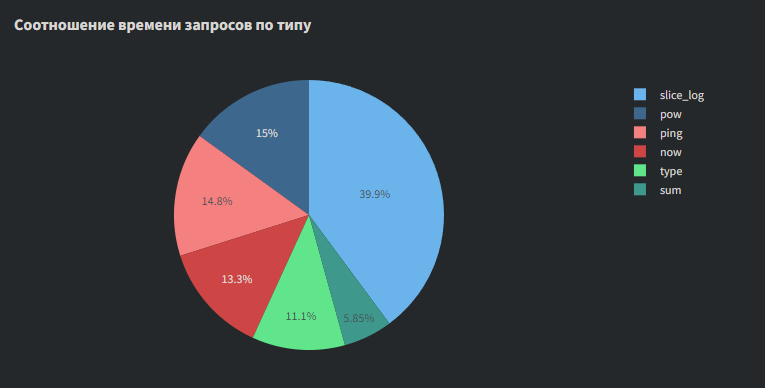 Соотношение времени запросов по типу
15%
39.9%
14.8%
13.3%
11.1%
5.85%
slice_log
pow
ping
now
type
sum